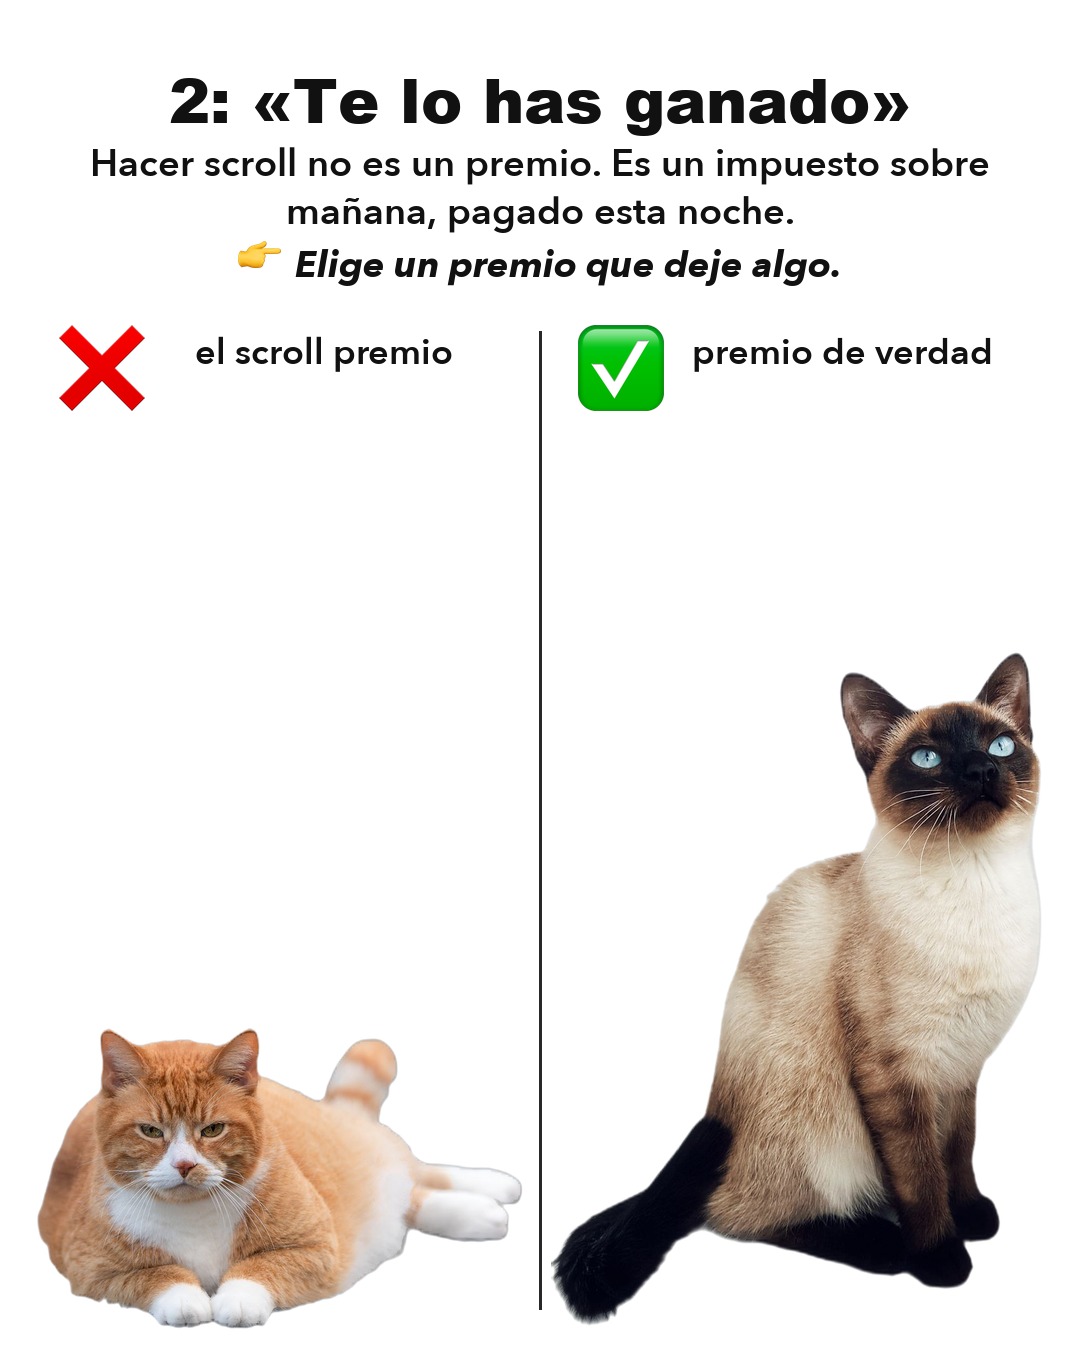 2: «Te lo has ganado»
Hacer scroll no es un premio. Es un impuesto sobre
mañana, pagado esta noche.
👉 Elige un premio que deje algo.
❌ el scroll premio
✅ premio de verdad